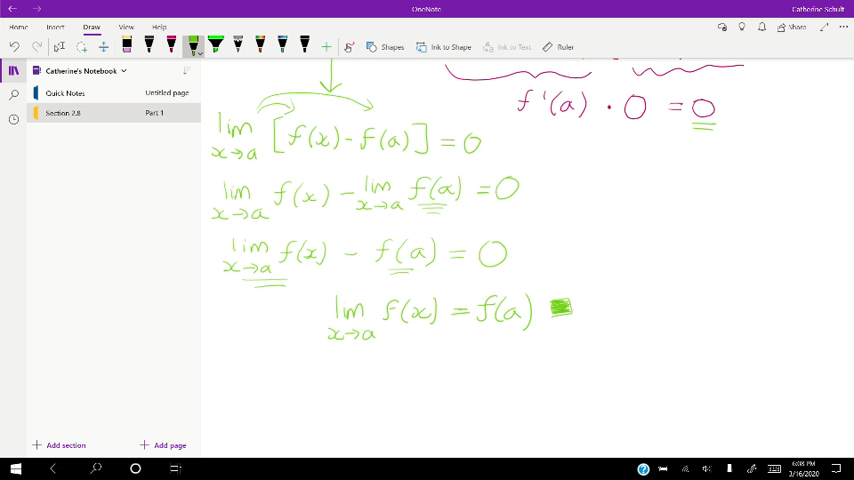 OneNote
Catherine Schult
Home Insert Draw View Help
Share
Shapes Ink to Shape Ink to Text Ruler
Catherine's Notebook
Quick Notes Untitled page
Section 2.8 Part 1
f'(a) · 0 = 0
lim x→a [f(x) - f(a)] = 0
lim x→a f(x) - lim x→a f(a) = 0
lim x→a f(x) - f(a) = 0
lim x→a f(x) = f(a)
+ Add section + Add page
6:08 PM
3/16/2020